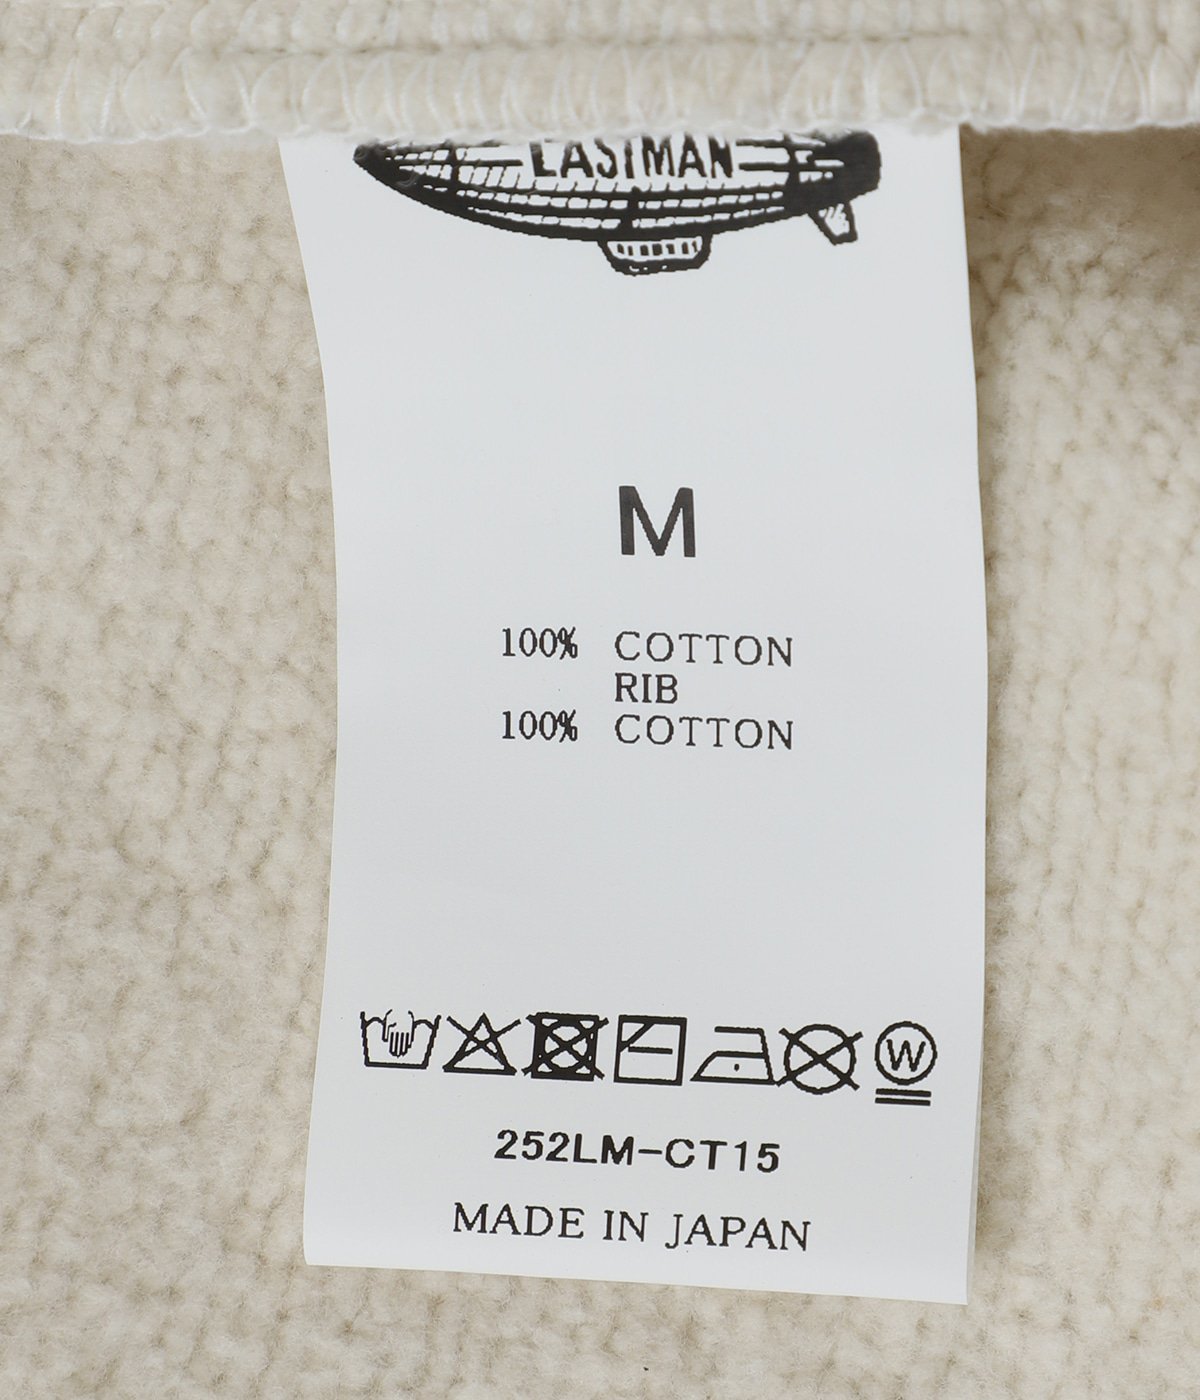 EASTMAN
M
100% COTTON
RIB
100% COTTON
W
252LM-CT15
MADE IN JAPAN